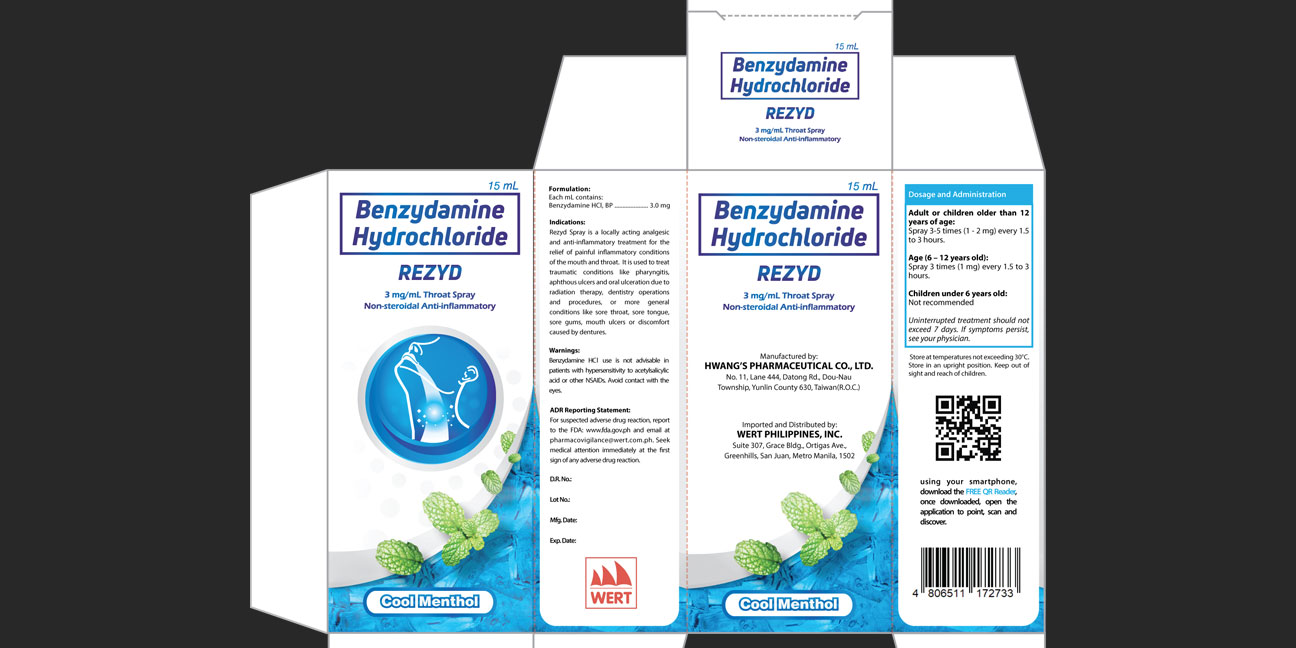 15 mL
Benzydamine
Hydrochloride
REZYD
3 mg/mL Throat Spray
Non-steroidal Anti-inflammatory
15 mL
Benzydamine
Hydrochloride
REZYD
3 mg/mL Throat Spray
Non-steroidal Anti-inflammatory
Cool Menthol
Formulation:
Each mL contains:
Benzydamine HCl, BP .................... 3.0 mg
Indications:
Rezyd Spray is a locally acting analgesic
and anti-inflammatory treatment for the
relief of painful inflammatory conditions
of the mouth and throat. It is used to treat
traumatic conditions like pharyngitis,
aphthous ulcers and oral ulceration due to
radiation therapy, dentistry operations
and procedures, or more general
conditions like sore throat, sore tongue,
sore gums, mouth ulcers or discomfort
caused by dentures.
Warnings:
Benzydamine HCl use is not advisable in
patients with hypersensitivity to acetylsalicylic
acid or other NSAIDs. Avoid contact with the
eyes.
ADR Reporting Statement:
For suspected adverse drug reaction, report
to the FDA: www.fda.gov.ph and email at
pharmacovigilance@wert.com.ph. Seek
medical attention immediately at the first
sign of any adverse drug reaction.
D.R. No.:
Lot No.:
Mfg. Date:
Exp. Date:
WERT
15 mL
Benzydamine
Hydrochloride
REZYD
3 mg/mL Throat Spray
Non-steroidal Anti-inflammatory
Manufactured by:
HWANG'S PHARMACEUTICAL CO., LTD.
No. 11, Lane 444, Datong Rd., Dou-Nau
Township, Yunlin County 630, Taiwan(R.O.C.)
Imported and Distributed by:
WERT PHILIPPINES, INC.
Suite 307, Grace Bldg., Ortigas Ave.,
Greenhills, San Juan, Metro Manila, 1502
Cool Menthol
Dosage and Administration
Adult or children older than 12
years of age:
Spray 3-5 times (1 - 2 mg) every 1.5
to 3 hours.
Age (6 – 12 years old):
Spray 3 times (1 mg) every 1.5 to 3
hours.
Children under 6 years old:
Not recommended
Uninterrupted treatment should not
exceed 7 days. If symptoms persist,
see your physician.
Store at temperatures not exceeding 30°C.
Store in an upright position. Keep out of
sight and reach of children.
using your smartphone,
download the FREE QR Reader,
once downloaded, open the
application to point, scan and
discover.
4 806511 172733